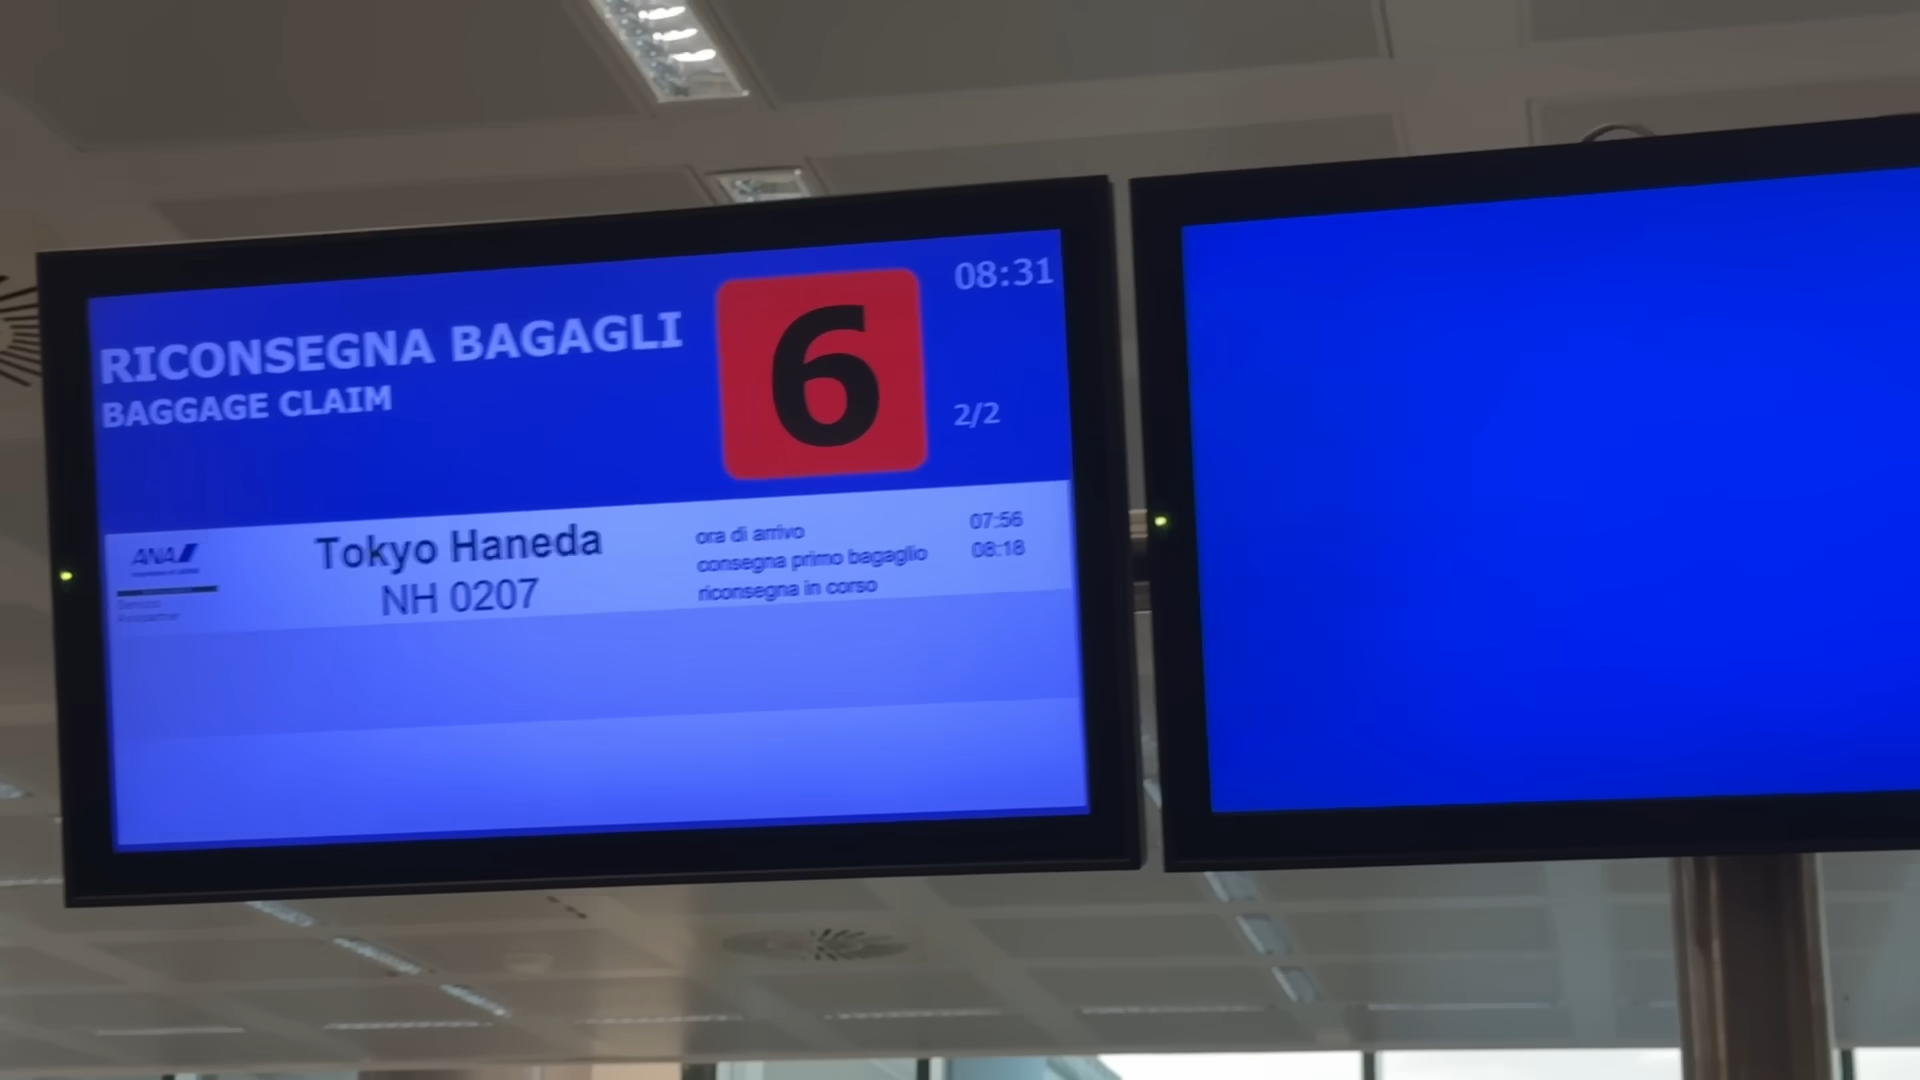 08:31
RICONSEGNA BAGAGLI
6
BAGGAGE CLAIM
2/2
ANA
Tokyo Haneda
NH 0207
ora di arrivo 07:56
consegna primo bagaglio 08:18
riconsegna in corso